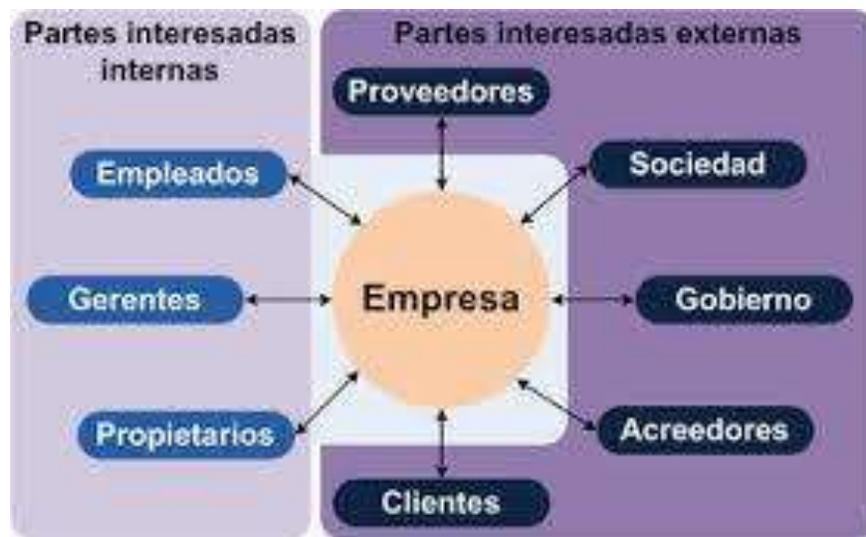 Partes interesadas
internas
Partes interesadas externas
Proveedores
Empleados
Sociedad
Gerentes
Empresa
Gobierno
Propietarios
Acreedores
Clientes